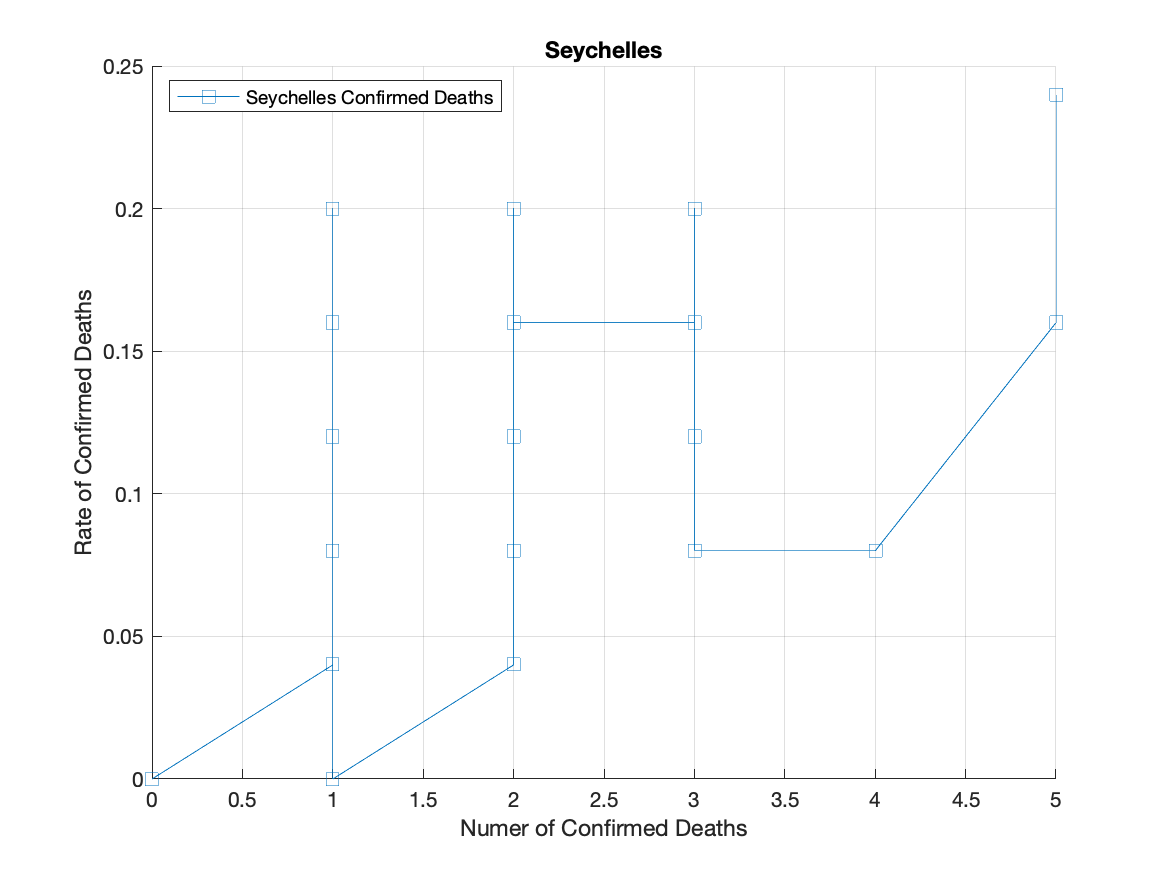 Seychelles
Seychelles Confirmed Deaths
0.25
0.2
0.15
0.1
0.05
0
Rate of Confirmed Deaths
0 0.5 1 1.5 2 2.5 3 3.5 4 4.5 5
Numer of Confirmed Deaths